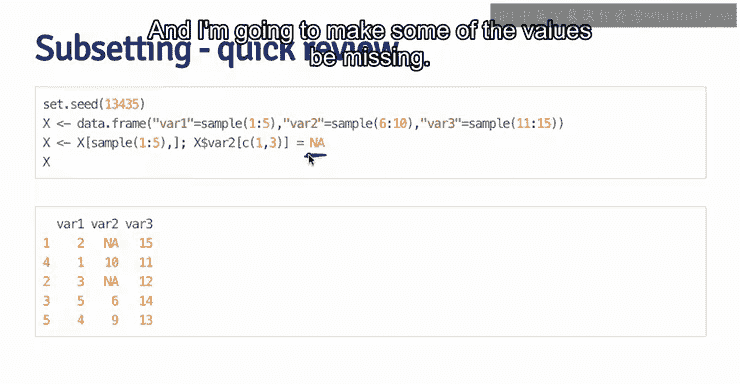 And I'm going to make some of the values
be missing.
Subsetting - quick review
set.seed(13435)
X <- data.frame("var1"=sample(1:5),"var2"=sample(6:10),"var3"=sample(11:15))
X <- X[sample(1:5),]; X$var2[c(1,3)] = NA
X
var1 var2 var3
1 2 NA 15
4 1 10 11
2 3 NA 12
3 5 6 14
5 4 9 13